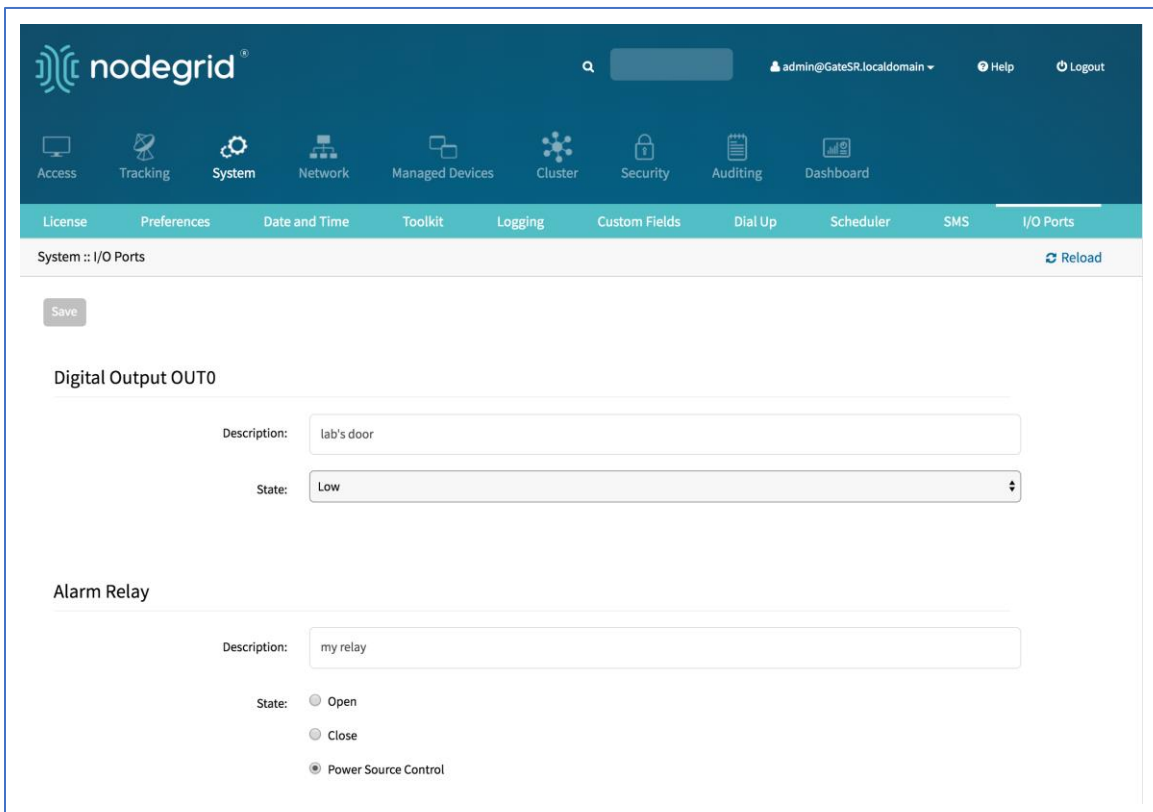 nodegrid®
admin@GateSR.localdomain Help Logout
Access Tracking System Network Managed Devices Cluster Security Auditing Dashboard
License Preferences Date and Time Toolkit Logging Custom Fields Dial Up Scheduler SMS I/O Ports
System :: I/O Ports Reload
Save
Digital Output OUT0
Description: lab's door
State: Low
Alarm Relay
Description: my relay
State: Open
Close
Power Source Control